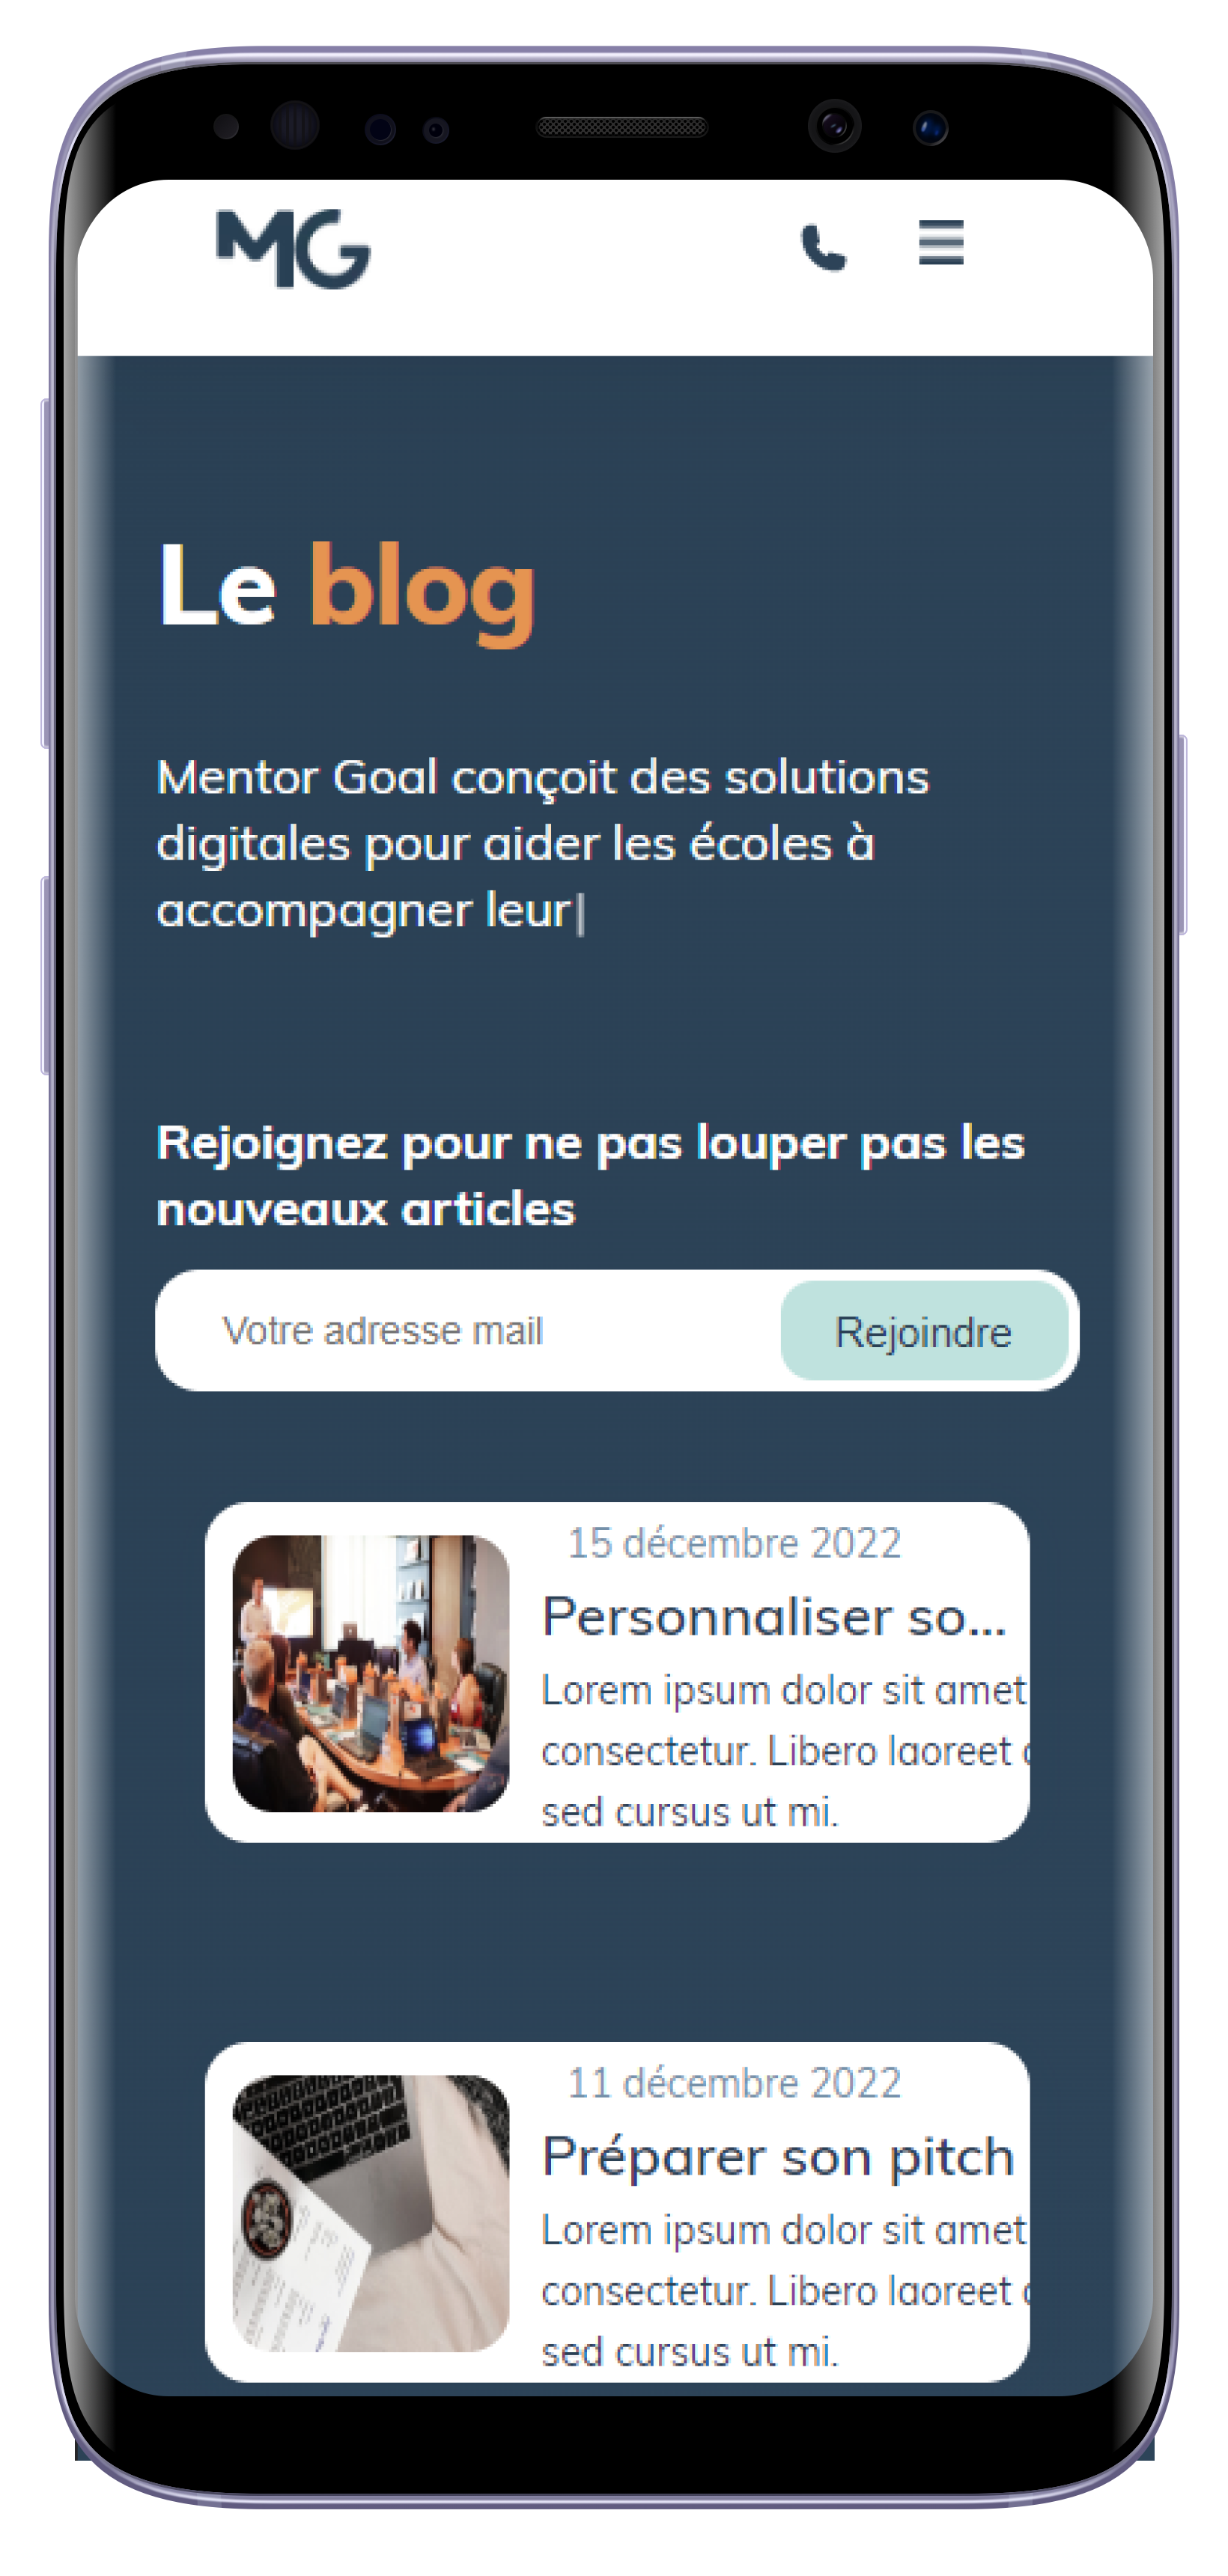 MG
Le blog
Mentor Goal conçoit des solutions
digitales pour aider les écoles à
accompagner leur|
Rejoignez pour ne pas louper pas les
nouveaux articles
Votre adresse mail
Rejoindre
15 décembre 2022
Personnaliser so...
Lorem ipsum dolor sit amet
consectetur. Libero laoreet
sed cursus ut mi.
11 décembre 2022
Préparer son pitch
Lorem ipsum dolor sit amet
consectetur. Libero laoreet
sed cursus ut mi.